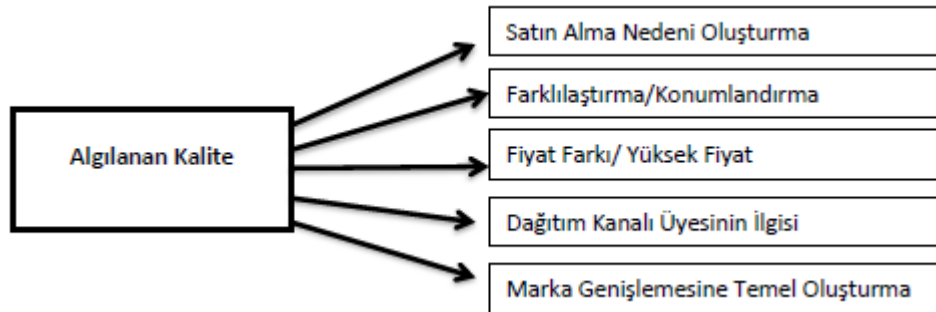 Satın Alma Nedeni Oluşturma
Farklılaştırma/Konumlandırma
Algılanan Kalite
Fiyat Farkı/ Yüksek Fiyat
Dağıtım Kanalı Üyesinin İlgisi
Marka Genişlemesine Temel Oluşturma